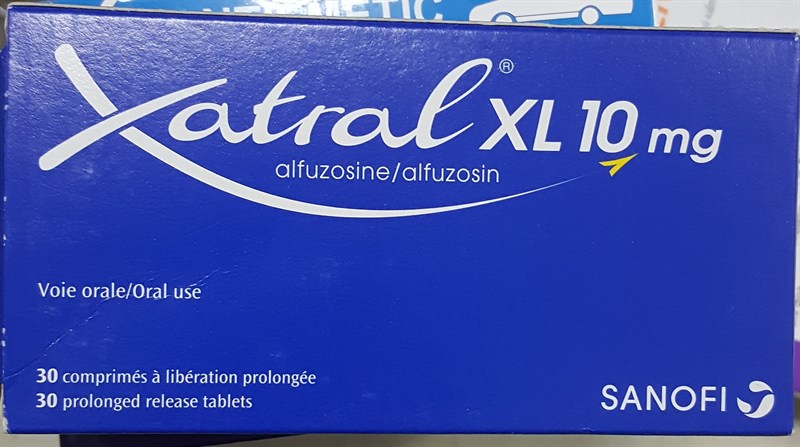 Xatral® XL 10 mg
alfuzosine/alfuzosin
Voie orale/Oral use
30 comprimés à libération prolongée
30 prolonged release tablets
SANOFI